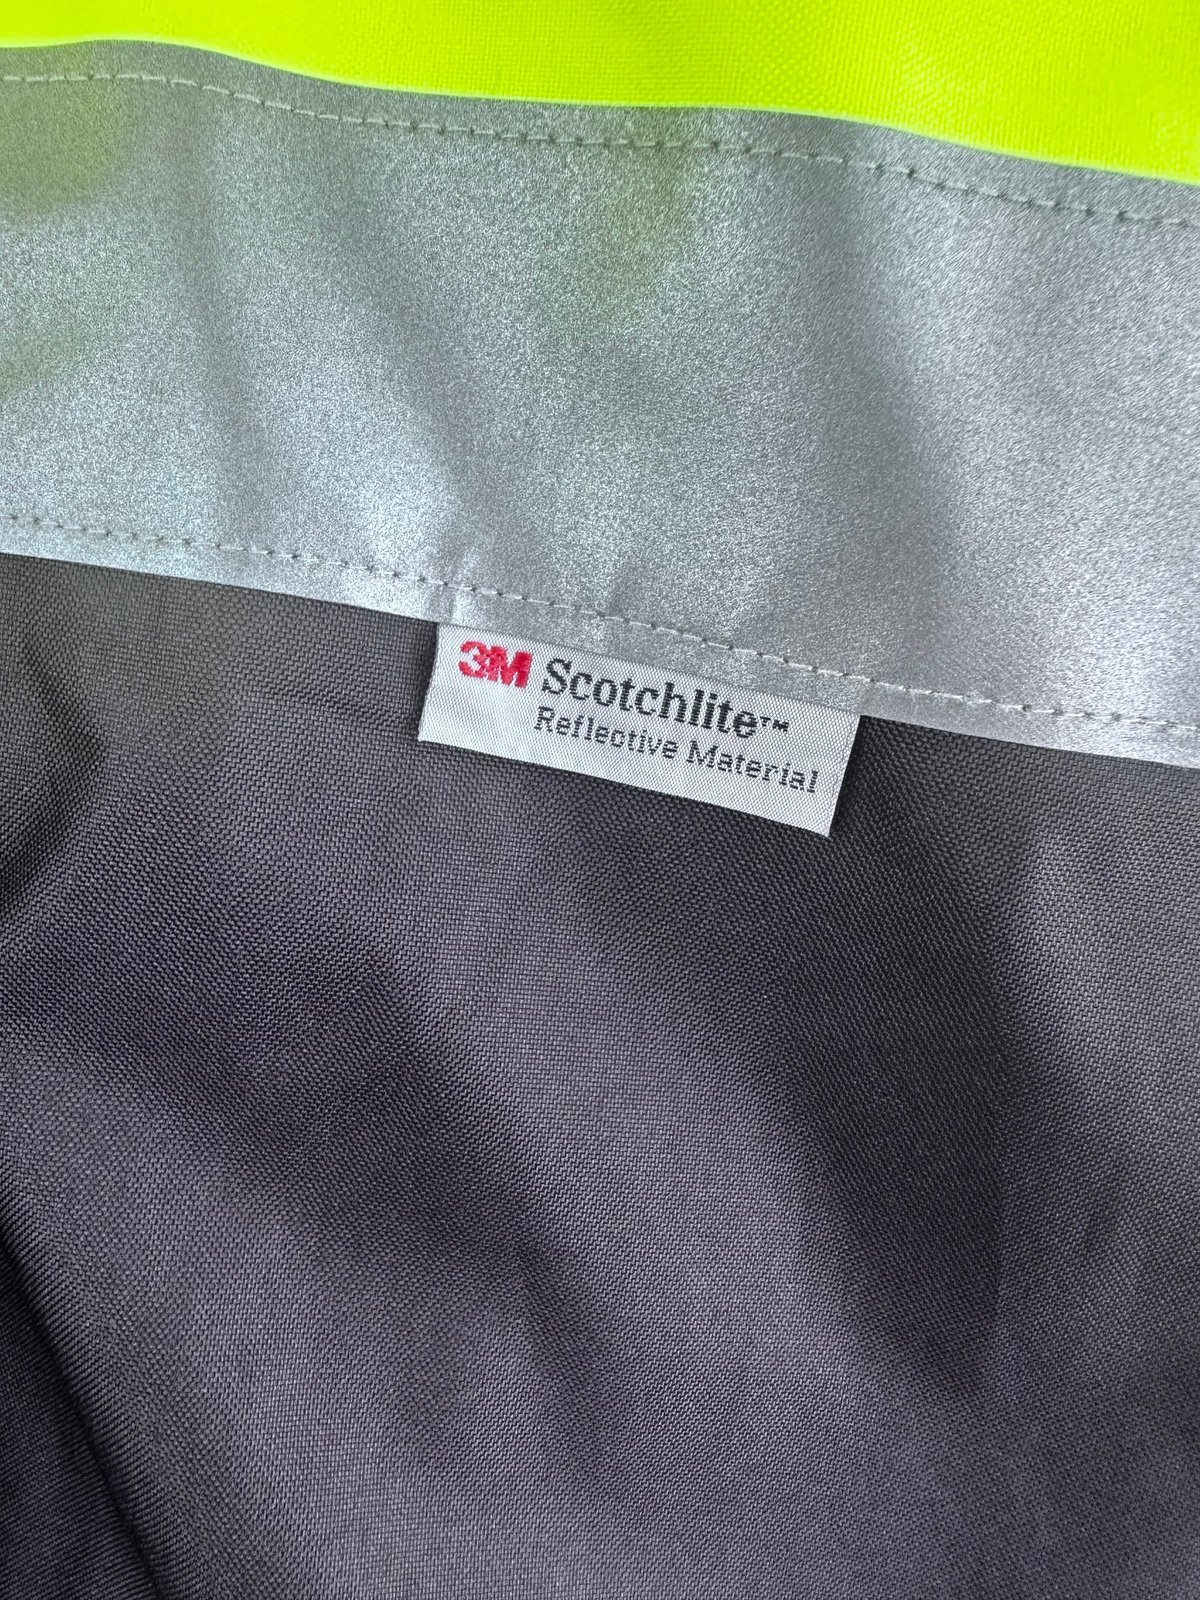 3M Scotchlite™
Reflective Material